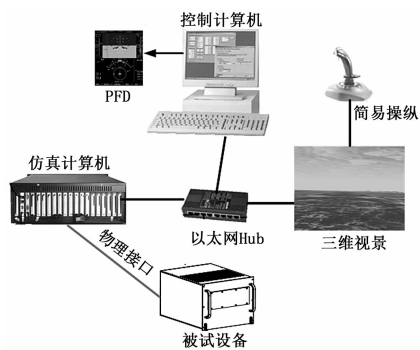 控制计算机
PFD
简易操纵
仿真计算机
以太网Hub
三维视景
物理接口
被试设备